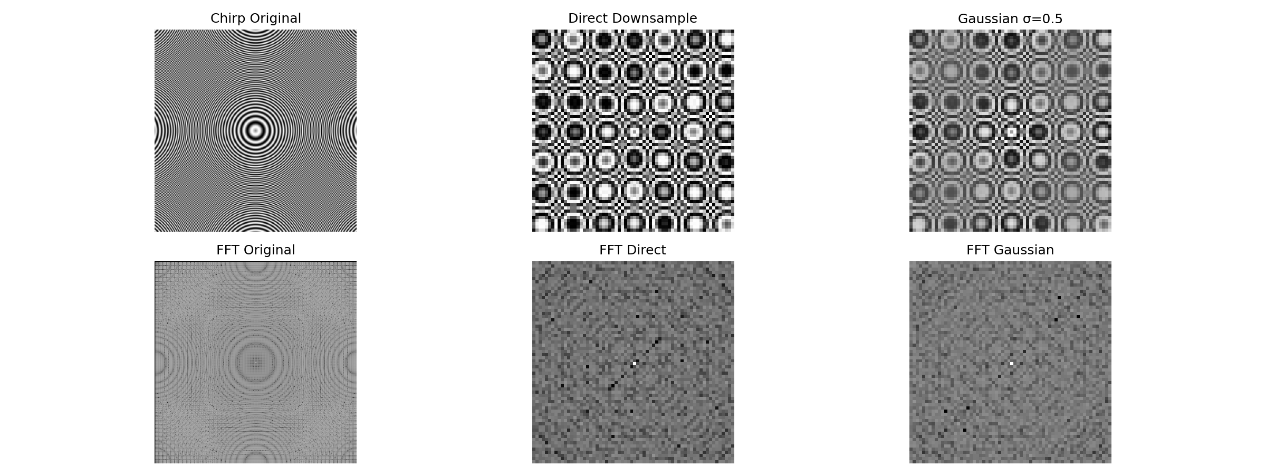 Chirp Original
Direct Downsample
Gaussian σ=0.5
FFT Original
FFT Direct
FFT Gaussian